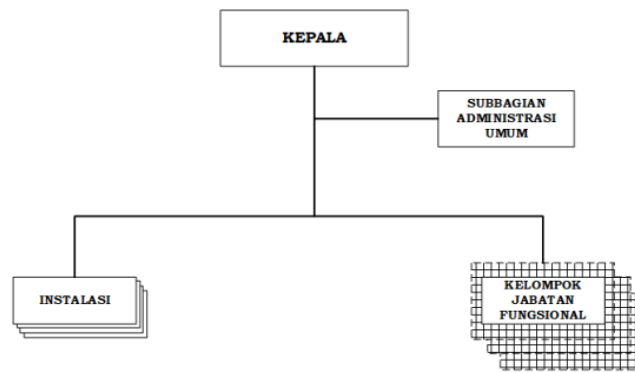 KEPALA
SUBBAGIAN
ADMINISTRASI
UMUM
INSTALASI
KELOMPOK
JABATAN
FUNGSIONAL